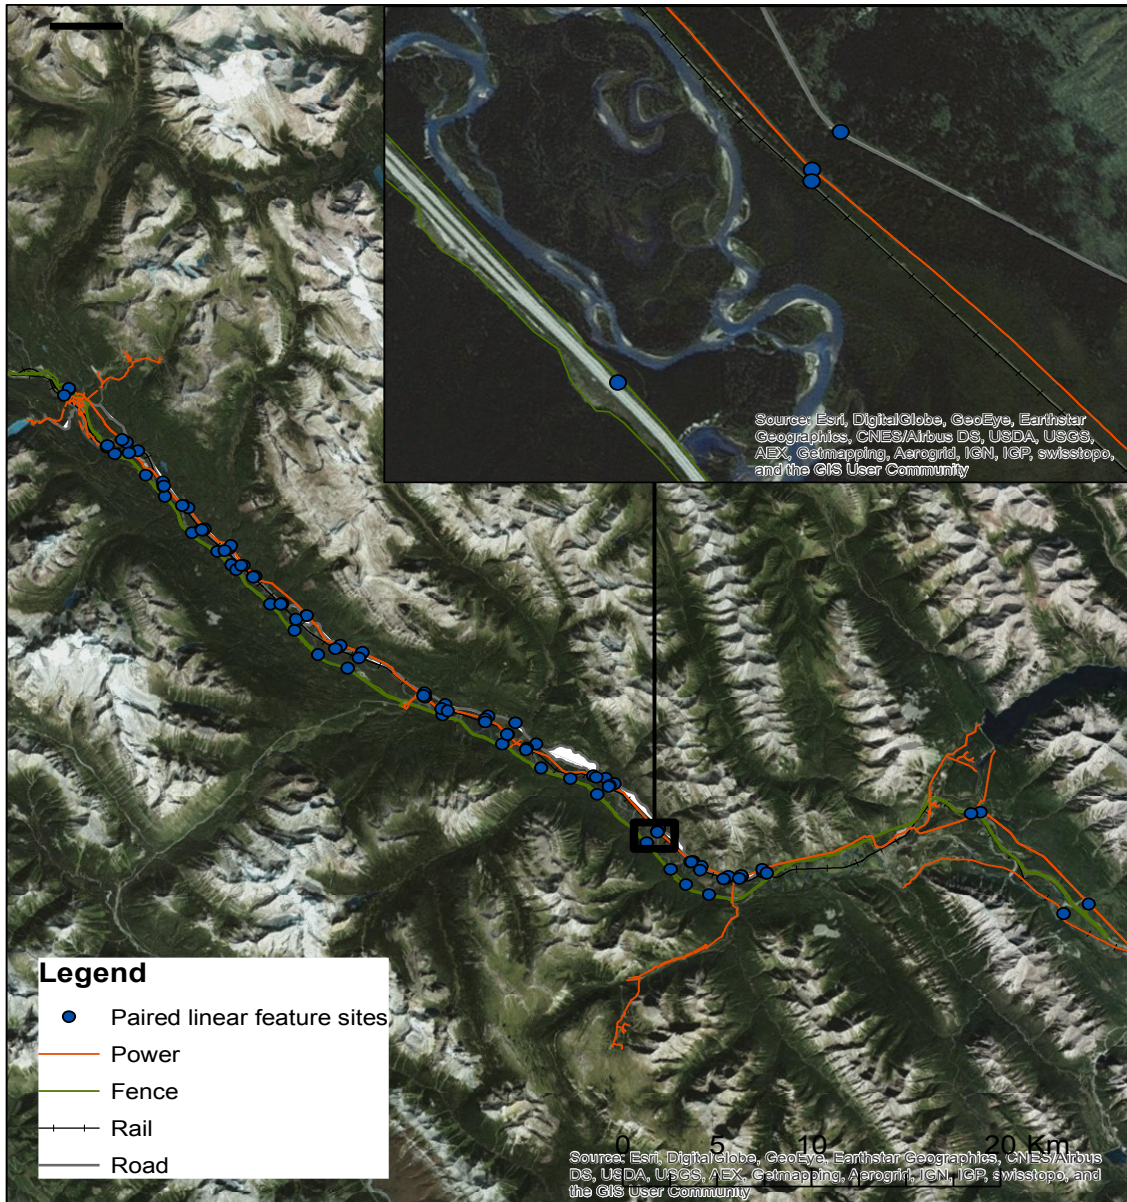 Source: Esri, DigitalGlobe, GeoEye, Earthstar
Geographics, CNES/Airbus DS, USDA, USGS,
AEX, Getmapping, Aerogrid, IGN, IGP, swisstopo,
and the GIS User Community
Legend
Paired linear feature sites
Power
Fence
Rail
Road
0 5 10 20 Km
Source: Esri, DigitalGlobe, GeoEye, Earthstar Geographics, CNES/Airbus
DS, USDA, USGS, AEX, Getmapping, Aerogrid, IGN, IGP, swisstopo, and
the GIS User Community